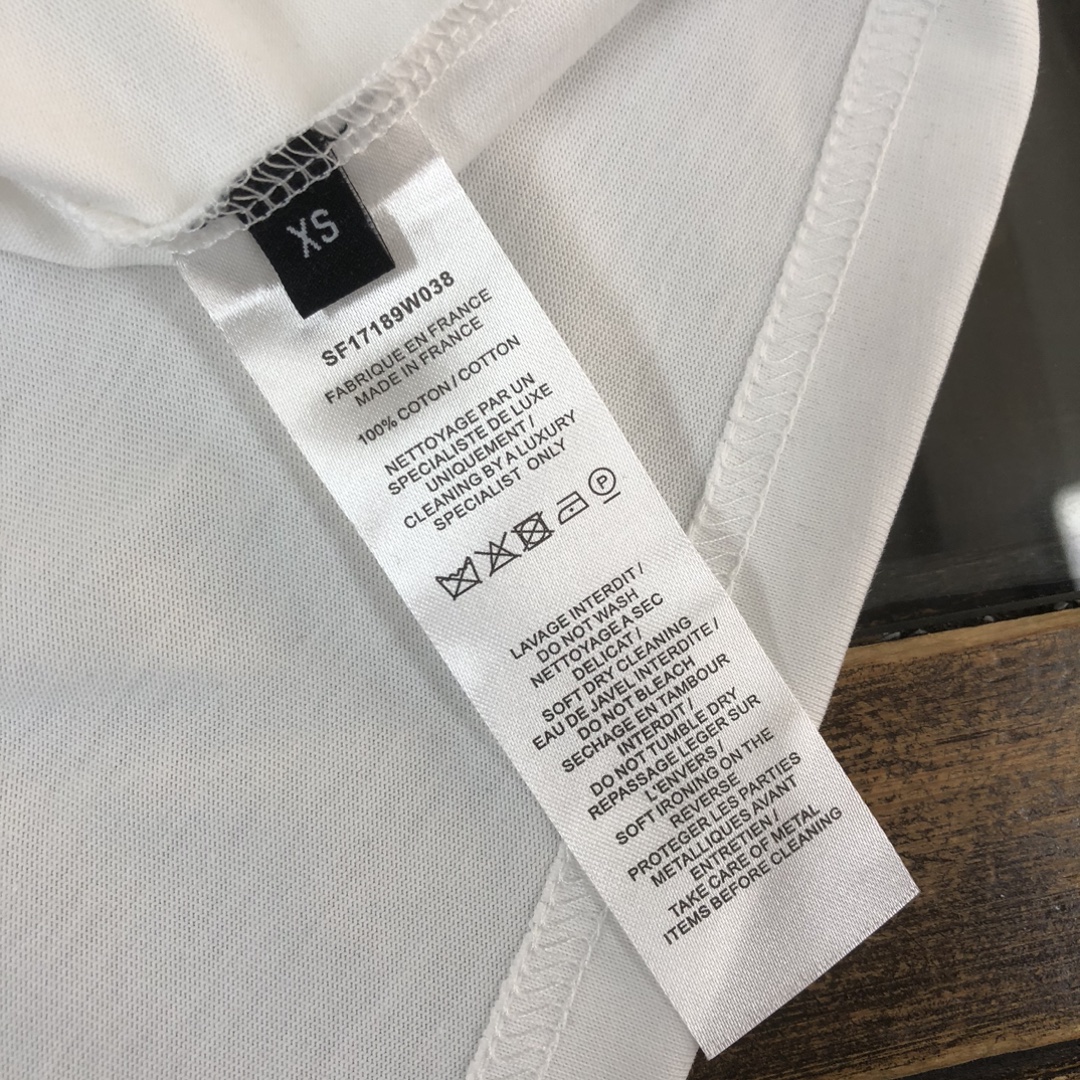 XS
SF17189W038
FABRIQUE EN FRANCE
MADE IN FRANCE
100% COTON / COTTON
NETTOYAGE PAR UN
SPECIALISTE DE LUXE
UNIQUEMENT /
CLEANING BY A LUXURY
SPECIALIST ONLY
P
LAVAGE INTERDIT /
DO NOT WASH
NETTOYAGE A SEC
DELICAT /
SOFT DRY CLEANING
EAU DE JAVEL INTERDITE /
DO NOT BLEACH
SECHAGE EN TAMBOUR
INTERDIT /
DO NOT TUMBLE DRY
REPASSAGE LEGER SUR
L'ENVERS /
SOFT IRONING ON THE
REVERSE
PROTEGER LES PARTIES
METALLIQUES AVANT
ENTRETIEN /
TAKE CARE OF METAL
ITEMS BEFORE CLEANING